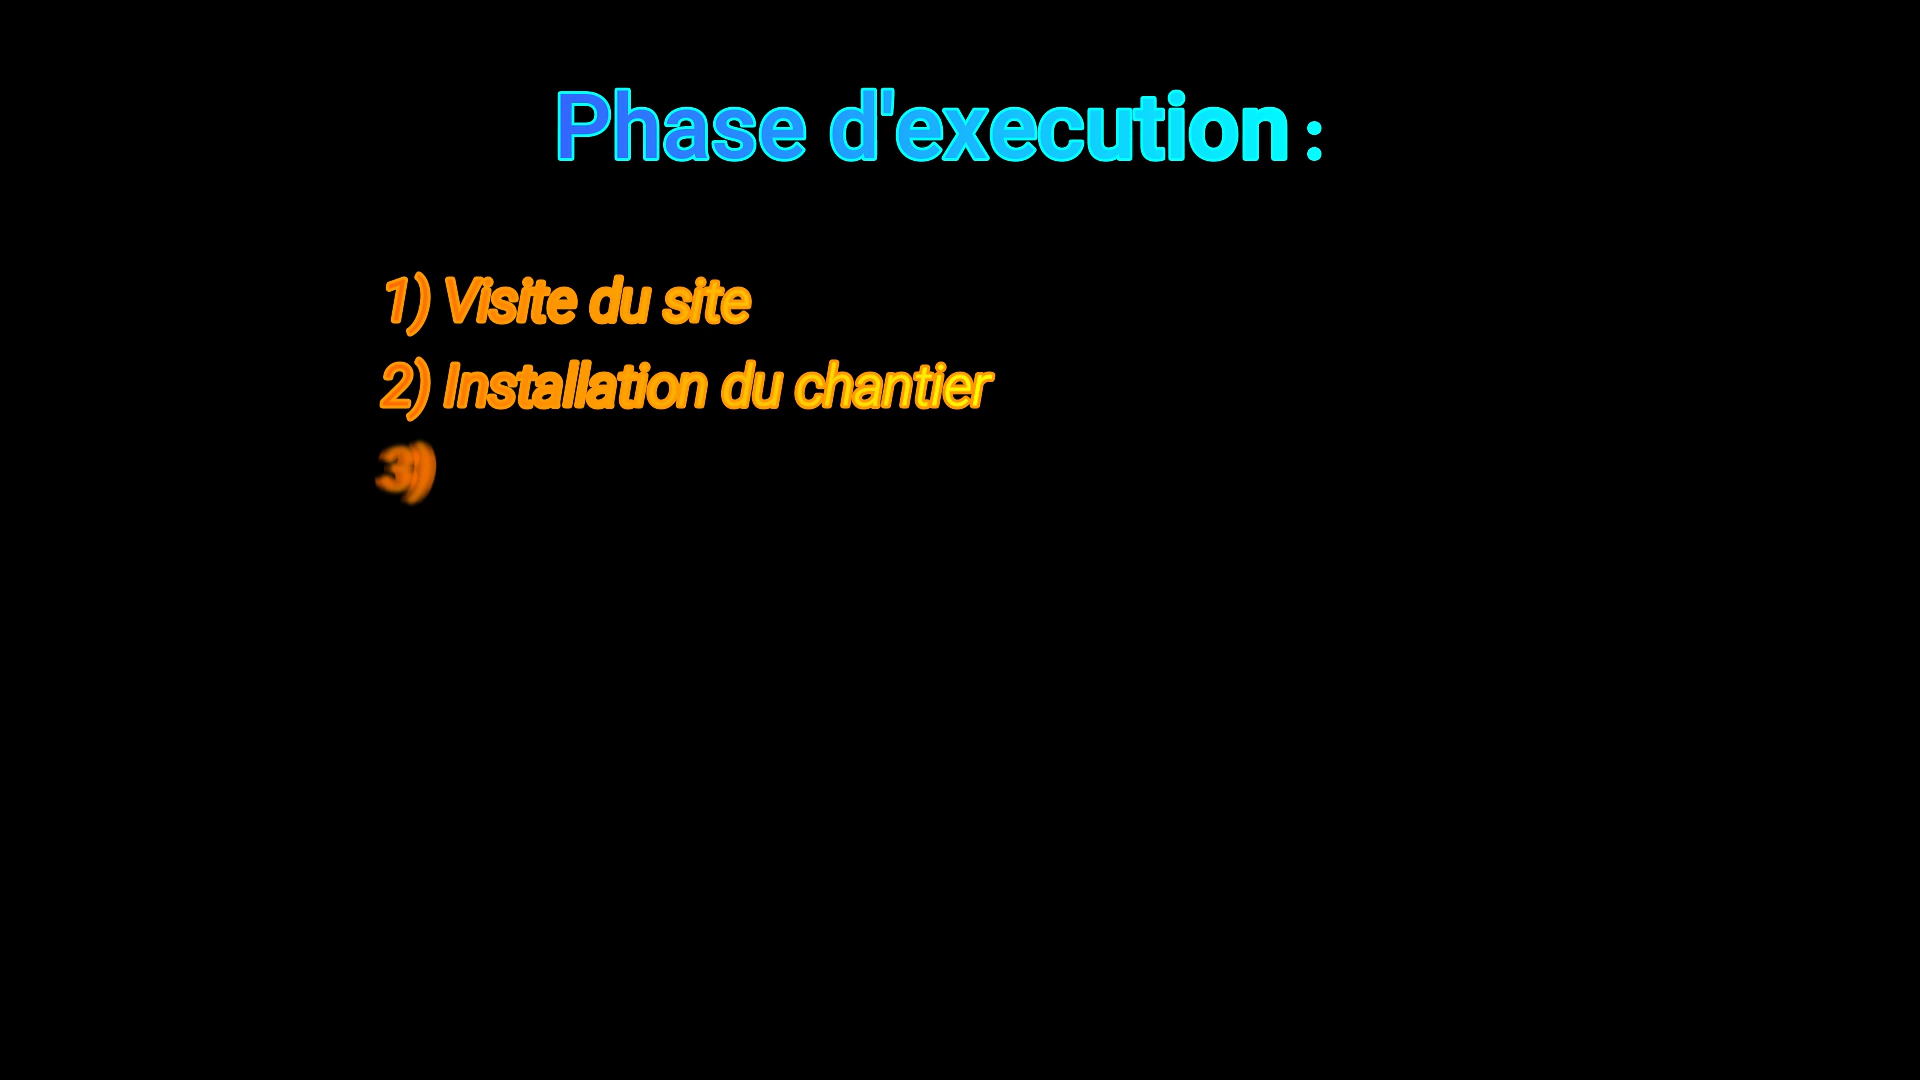 Phase d'execution :
1) Visite du site
2) Installation du chantier
3)